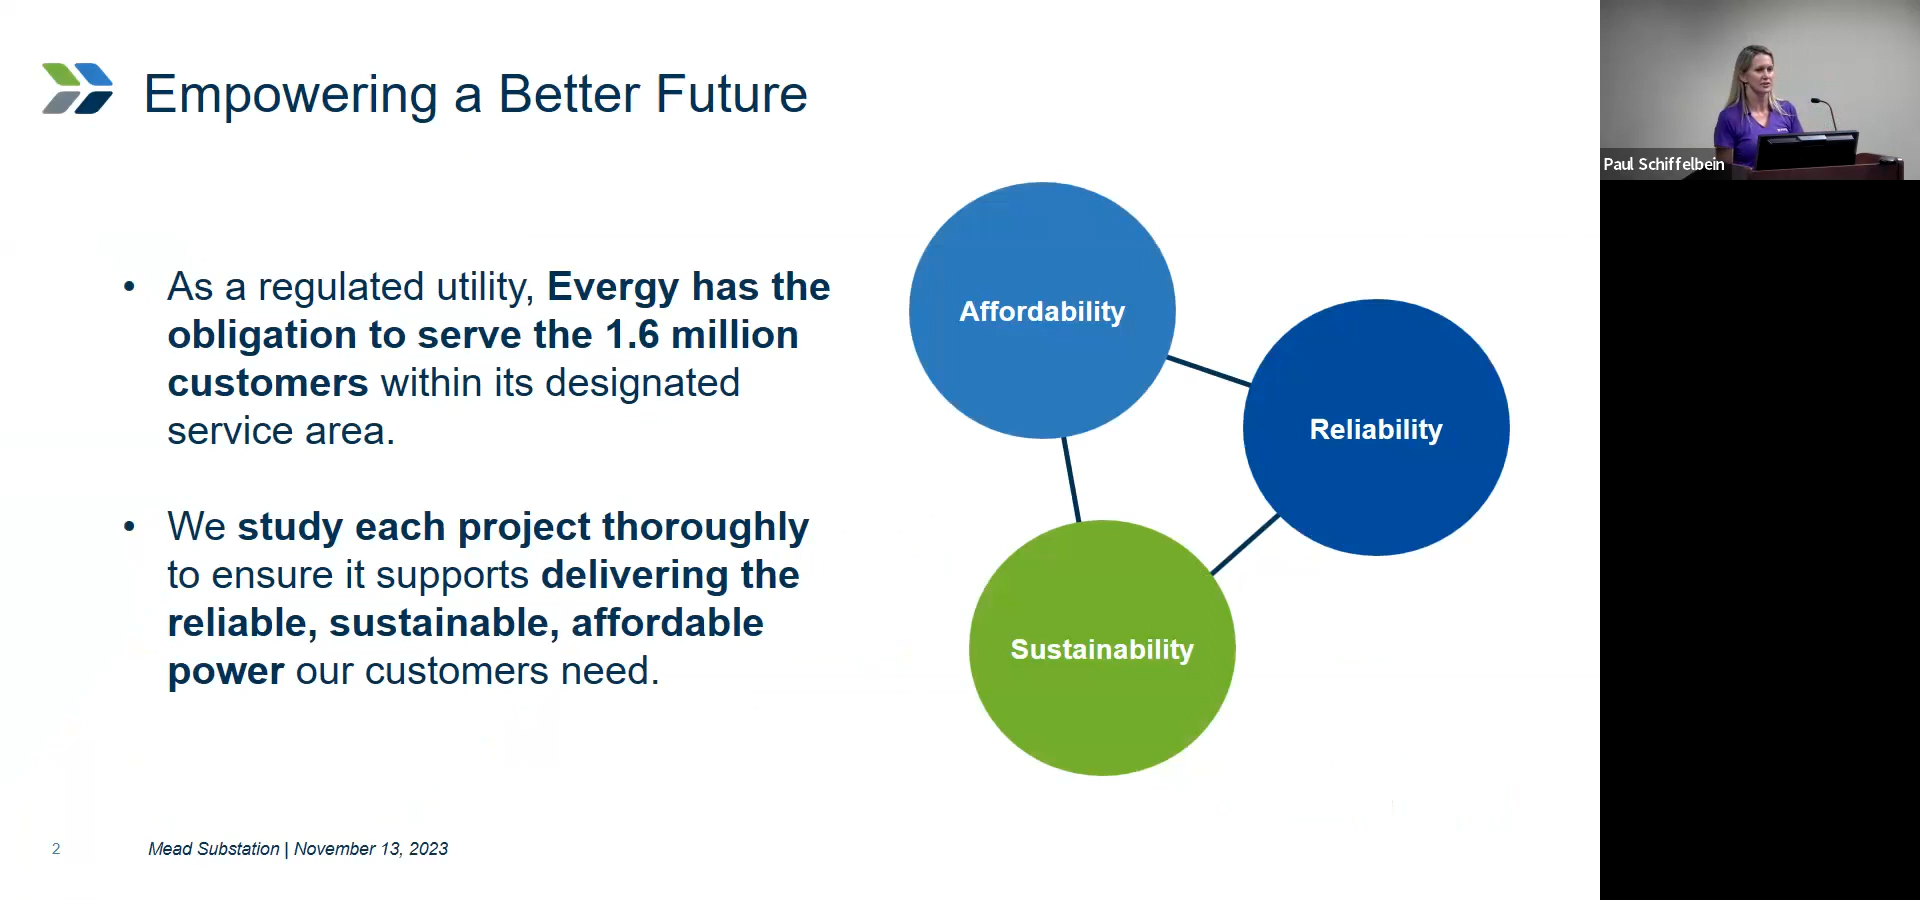 Empowering a Better Future
• As a regulated utility, Evergy has the
obligation to serve the 1.6 million
customers within its designated
service area.
• We study each project thoroughly
to ensure it supports delivering the
reliable, sustainable, affordable
power our customers need.
Affordability
Reliability
Sustainability
2
Mead Substation | November 13, 2023
Paul Schiffelbein